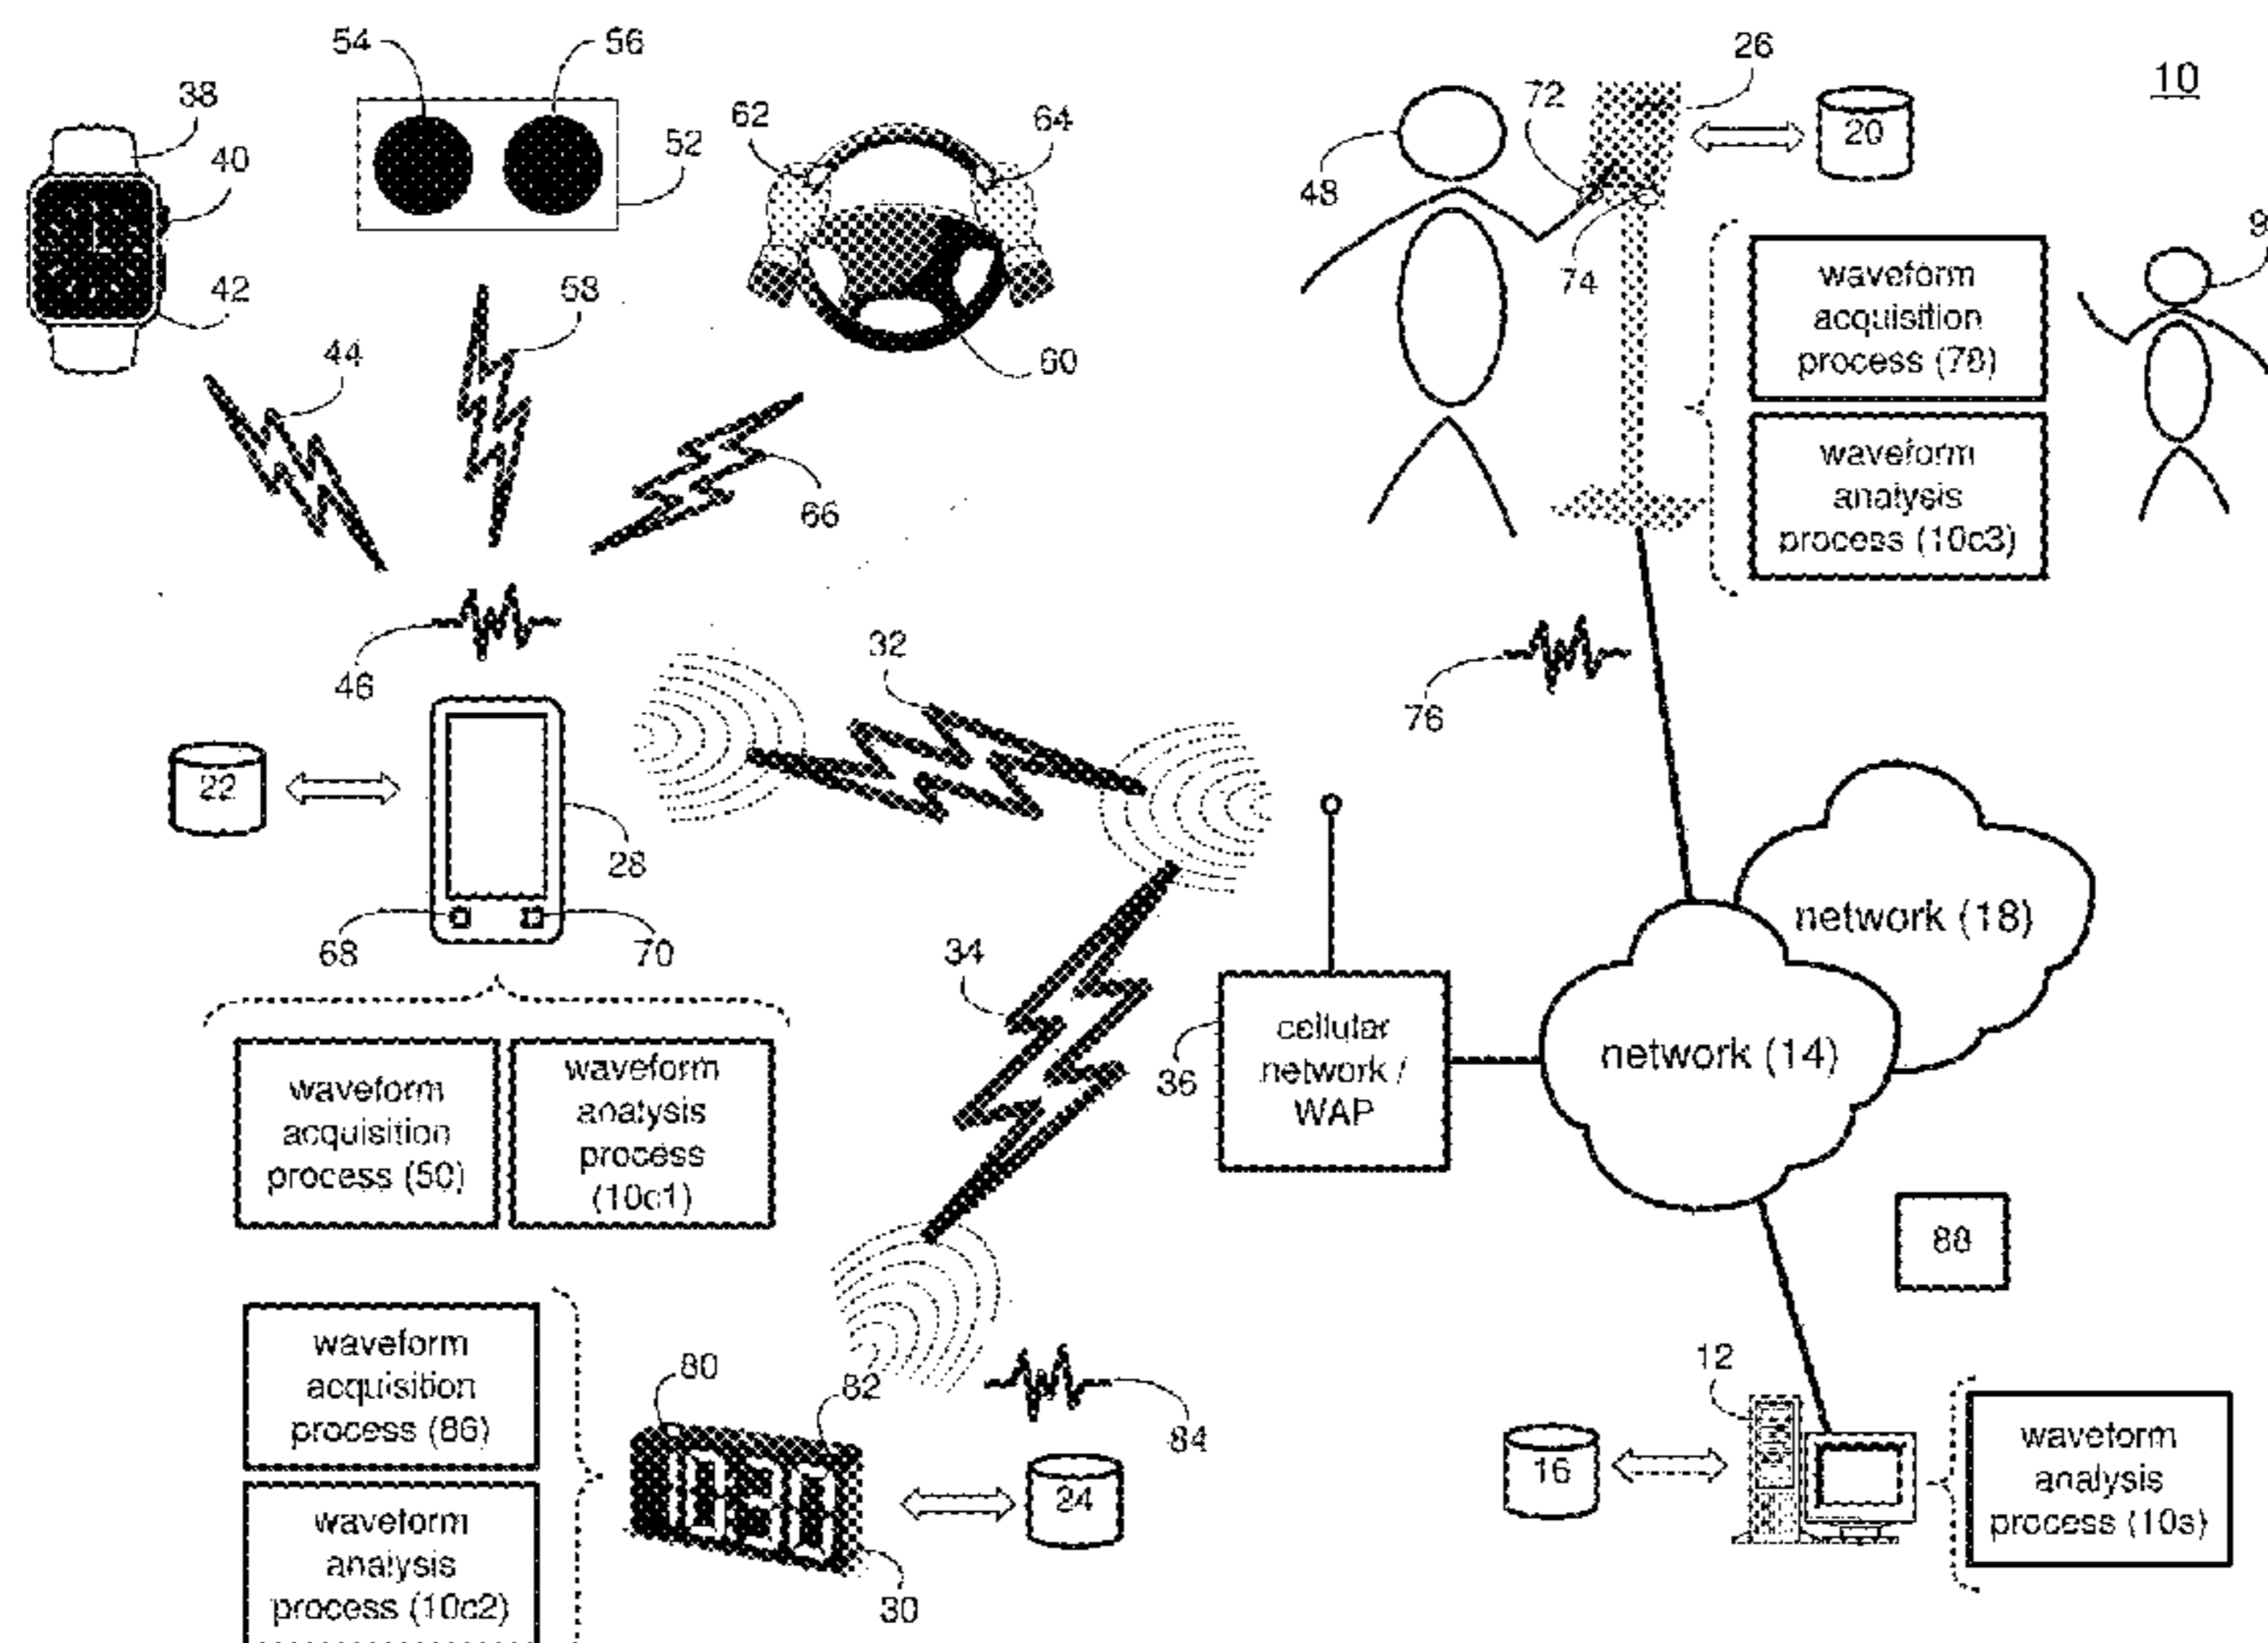 54
56
26
10
38
72
62
64
20
40
52
48
42
74
58
waveform
acquisition
process (78)
44
60
waveform
analysis
process (10c3)
66
46
32
76
22
28
68
70
network (18)
34
cellular
network /
WAP
36
network (14)
waveform
acquisition
process (50)
waveform
analysis
process
(10c1)
88
waveform
acquisition
process (86)
80
82
84
12
waveform
analysis
process (10s)
16
24
waveform
analysis
process (10c2)
30